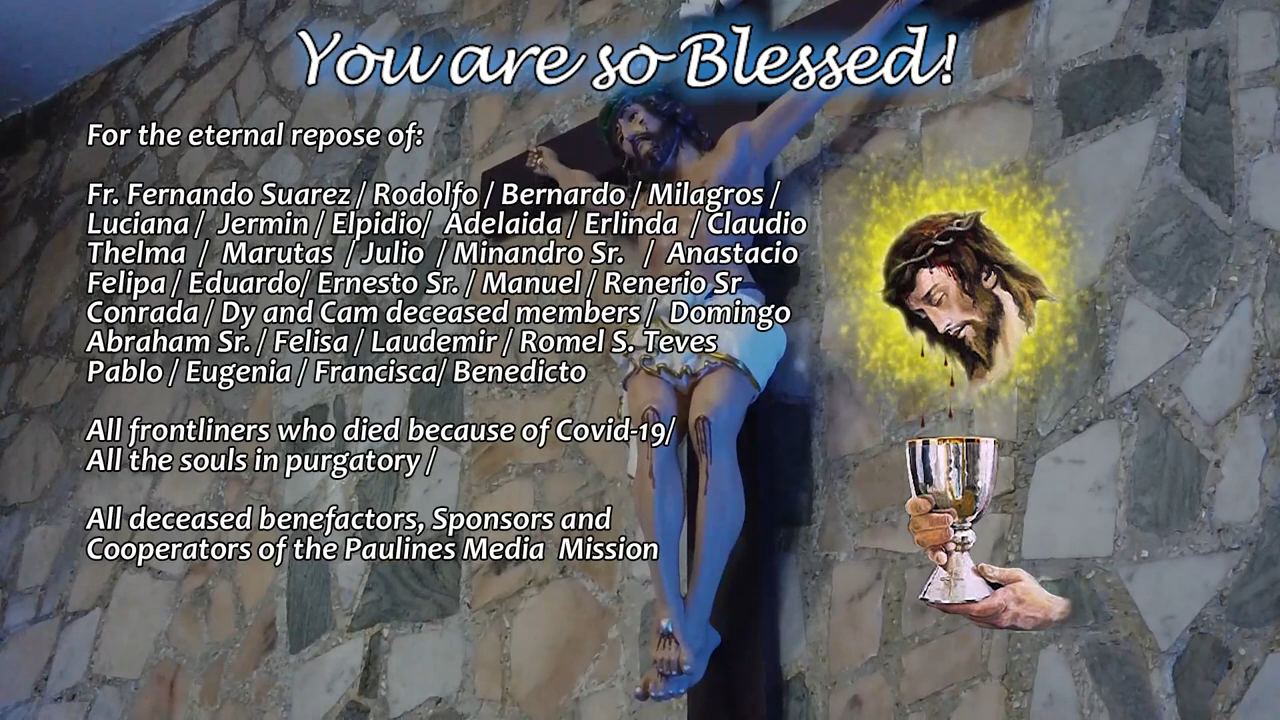 You are so Blessed!
For the eternal repose of:
Fr. Fernando Suarez / Rodolfo / Bernardo / Milagros /
Luciana / Jermin / Elpidio/ Adelaida / Erlinda / Claudio
Thelma / Marutas / Julio / Minandro Sr. / Anastacio
Felipa / Eduardo/ Ernesto Sr. / Manuel / Renerio Sr
Conrada / Dy and Cam deceased members / Domingo
Abraham Sr. / Felisa / Laudemir / Romel S. Teves
Pablo / Eugenia / Francisca/ Benedicto
All frontliners who died because of Covid-19/
All the souls in purgatory /
All deceased benefactors, Sponsors and
Cooperators of the Paulines Media Mission